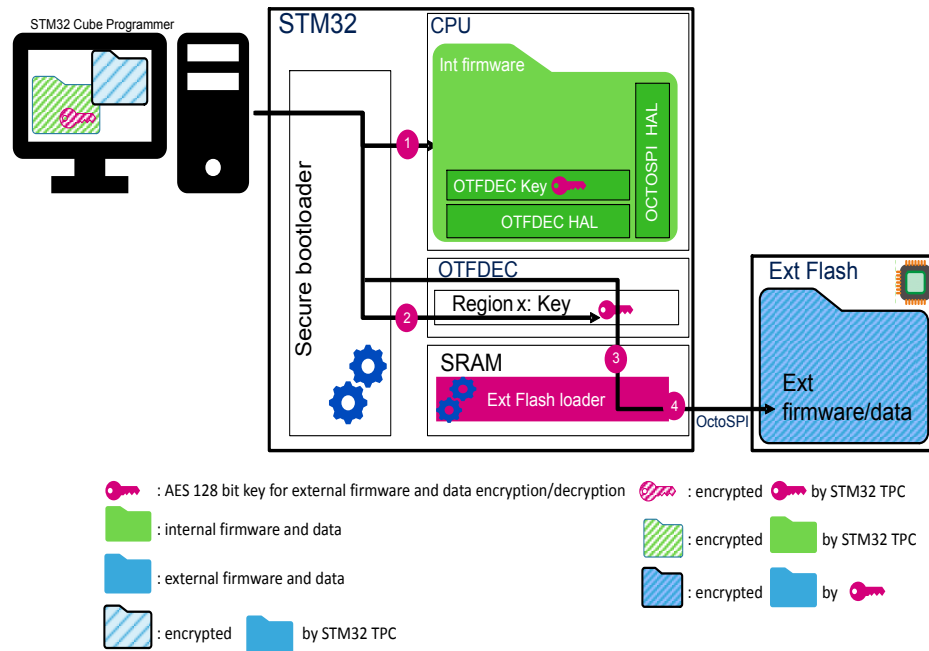 STM32 Cube Programmer
STM32
CPU
Int firmware
OCTOSPI HAL
1
OTFDEC Key
OTFDEC HAL
Secure bootloader
OTFDEC
Region x: Key
2
3
SRAM
Ext Flash loader
4
OctoSPI
Ext Flash
Ext
firmware/data
: AES 128 bit key for external firmware and data encryption/decryption
: internal firmware and data
: external firmware and data
: encrypted by STM32 TPC
: encrypted by STM32 TPC
: encrypted by STM32 TPC
: encrypted by